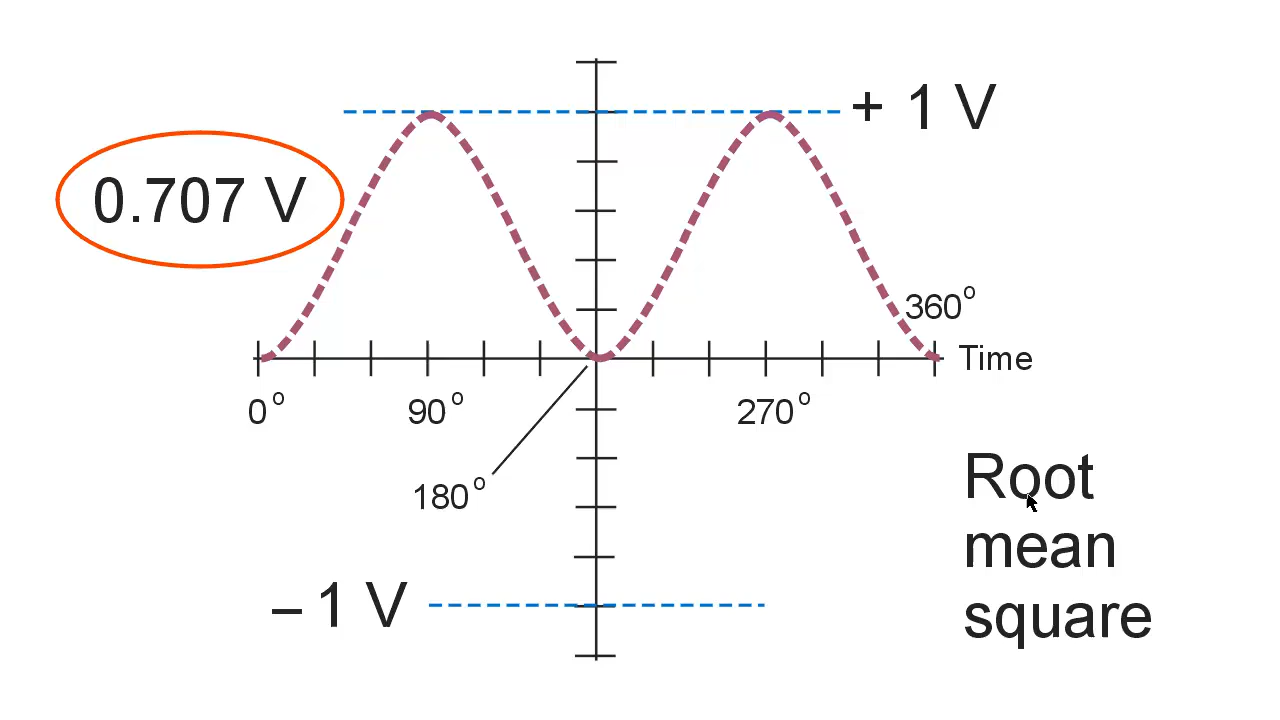 + 1 V
0.707 V
360°
Time
0° 90° 270°
180°
– 1 V
Root
mean
square